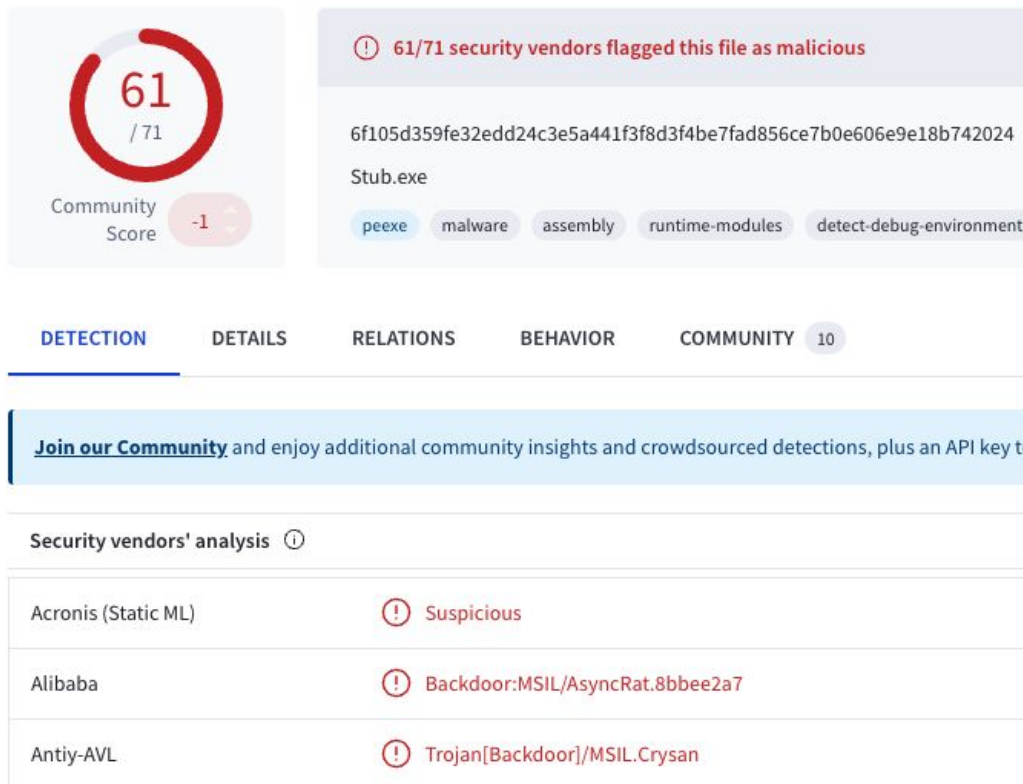 61
/ 71
Community
Score
-1
61/71 security vendors flagged this file as malicious
6f105d359fe32edd24c3e5a441f3f8d3f4be7fad856ce7b0e606e9e18b742024
Stub.exe
peexe malware assembly runtime-modules detect-debug-environment
DETECTION DETAILS RELATIONS BEHAVIOR COMMUNITY 10
Join our Community and enjoy additional community insights and crowdsourced detections, plus an API key t
Security vendors' analysis
Acronis (Static ML) Suspicious
Alibaba Backdoor:MSIL/AsyncRat.8bbee2a7
Antiy-AVL Trojan[Backdoor]/MSIL.Crysan